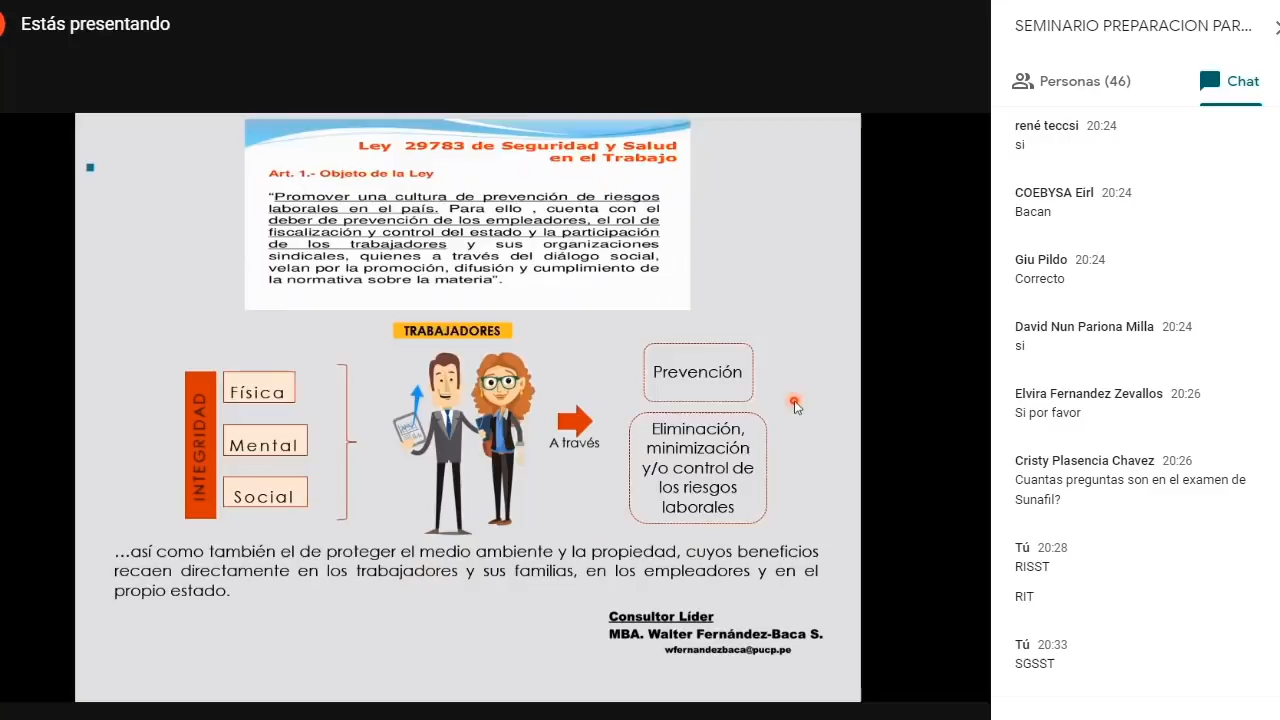 Estás presentando
Ley 29783 de Seguridad y Salud
en el Trabajo
Art. 1.- Objeto de la Ley
“Promover una cultura de prevención de riesgos
laborales en el país. Para ello , cuenta con el
deber de prevención de los empleadores, el rol de
fiscalización y control del estado y la participación
de los trabajadores y sus organizaciones
sindicales, quienes a través del diálogo social,
velan por la promoción, difusión y cumplimiento de
la normativa sobre la materia”.
TRABAJADORES
INTEGRIDAD
Física
Mental
Social
A través
Prevención
Eliminación,
minimización
y/o control de
los riesgos
laborales
...así como también el de proteger el medio ambiente y la propiedad, cuyos beneficios
recaen directamente en los trabajadores y sus familias, en los empleadores y en el
propio estado.
Consultor Líder
MBA. Walter Fernández-Baca S.
wfernandezbaca@pucp.pe
SEMINARIO PREPARACION PAR...
Personas (46)
Chat
rené teccsi 20:24
si
COEBYSA Eirl 20:24
Bacan
Giu Pildo 20:24
Correcto
David Nun Pariona Milla 20:24
si
Elvira Fernandez Zevallos 20:26
Si por favor
Cristy Plasencia Chavez 20:26
Cuantas preguntas son en el examen de
Sunafil?
Tú 20:28
RISST
RIT
Tú 20:33
SGSST